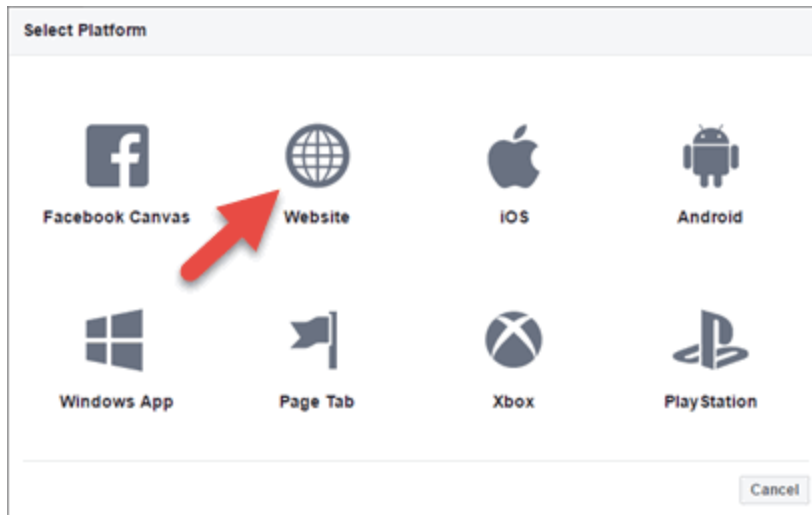 Select Platform
Facebook Canvas Website iOS Android
Windows App Page Tab Xbox PlayStation
Cancel